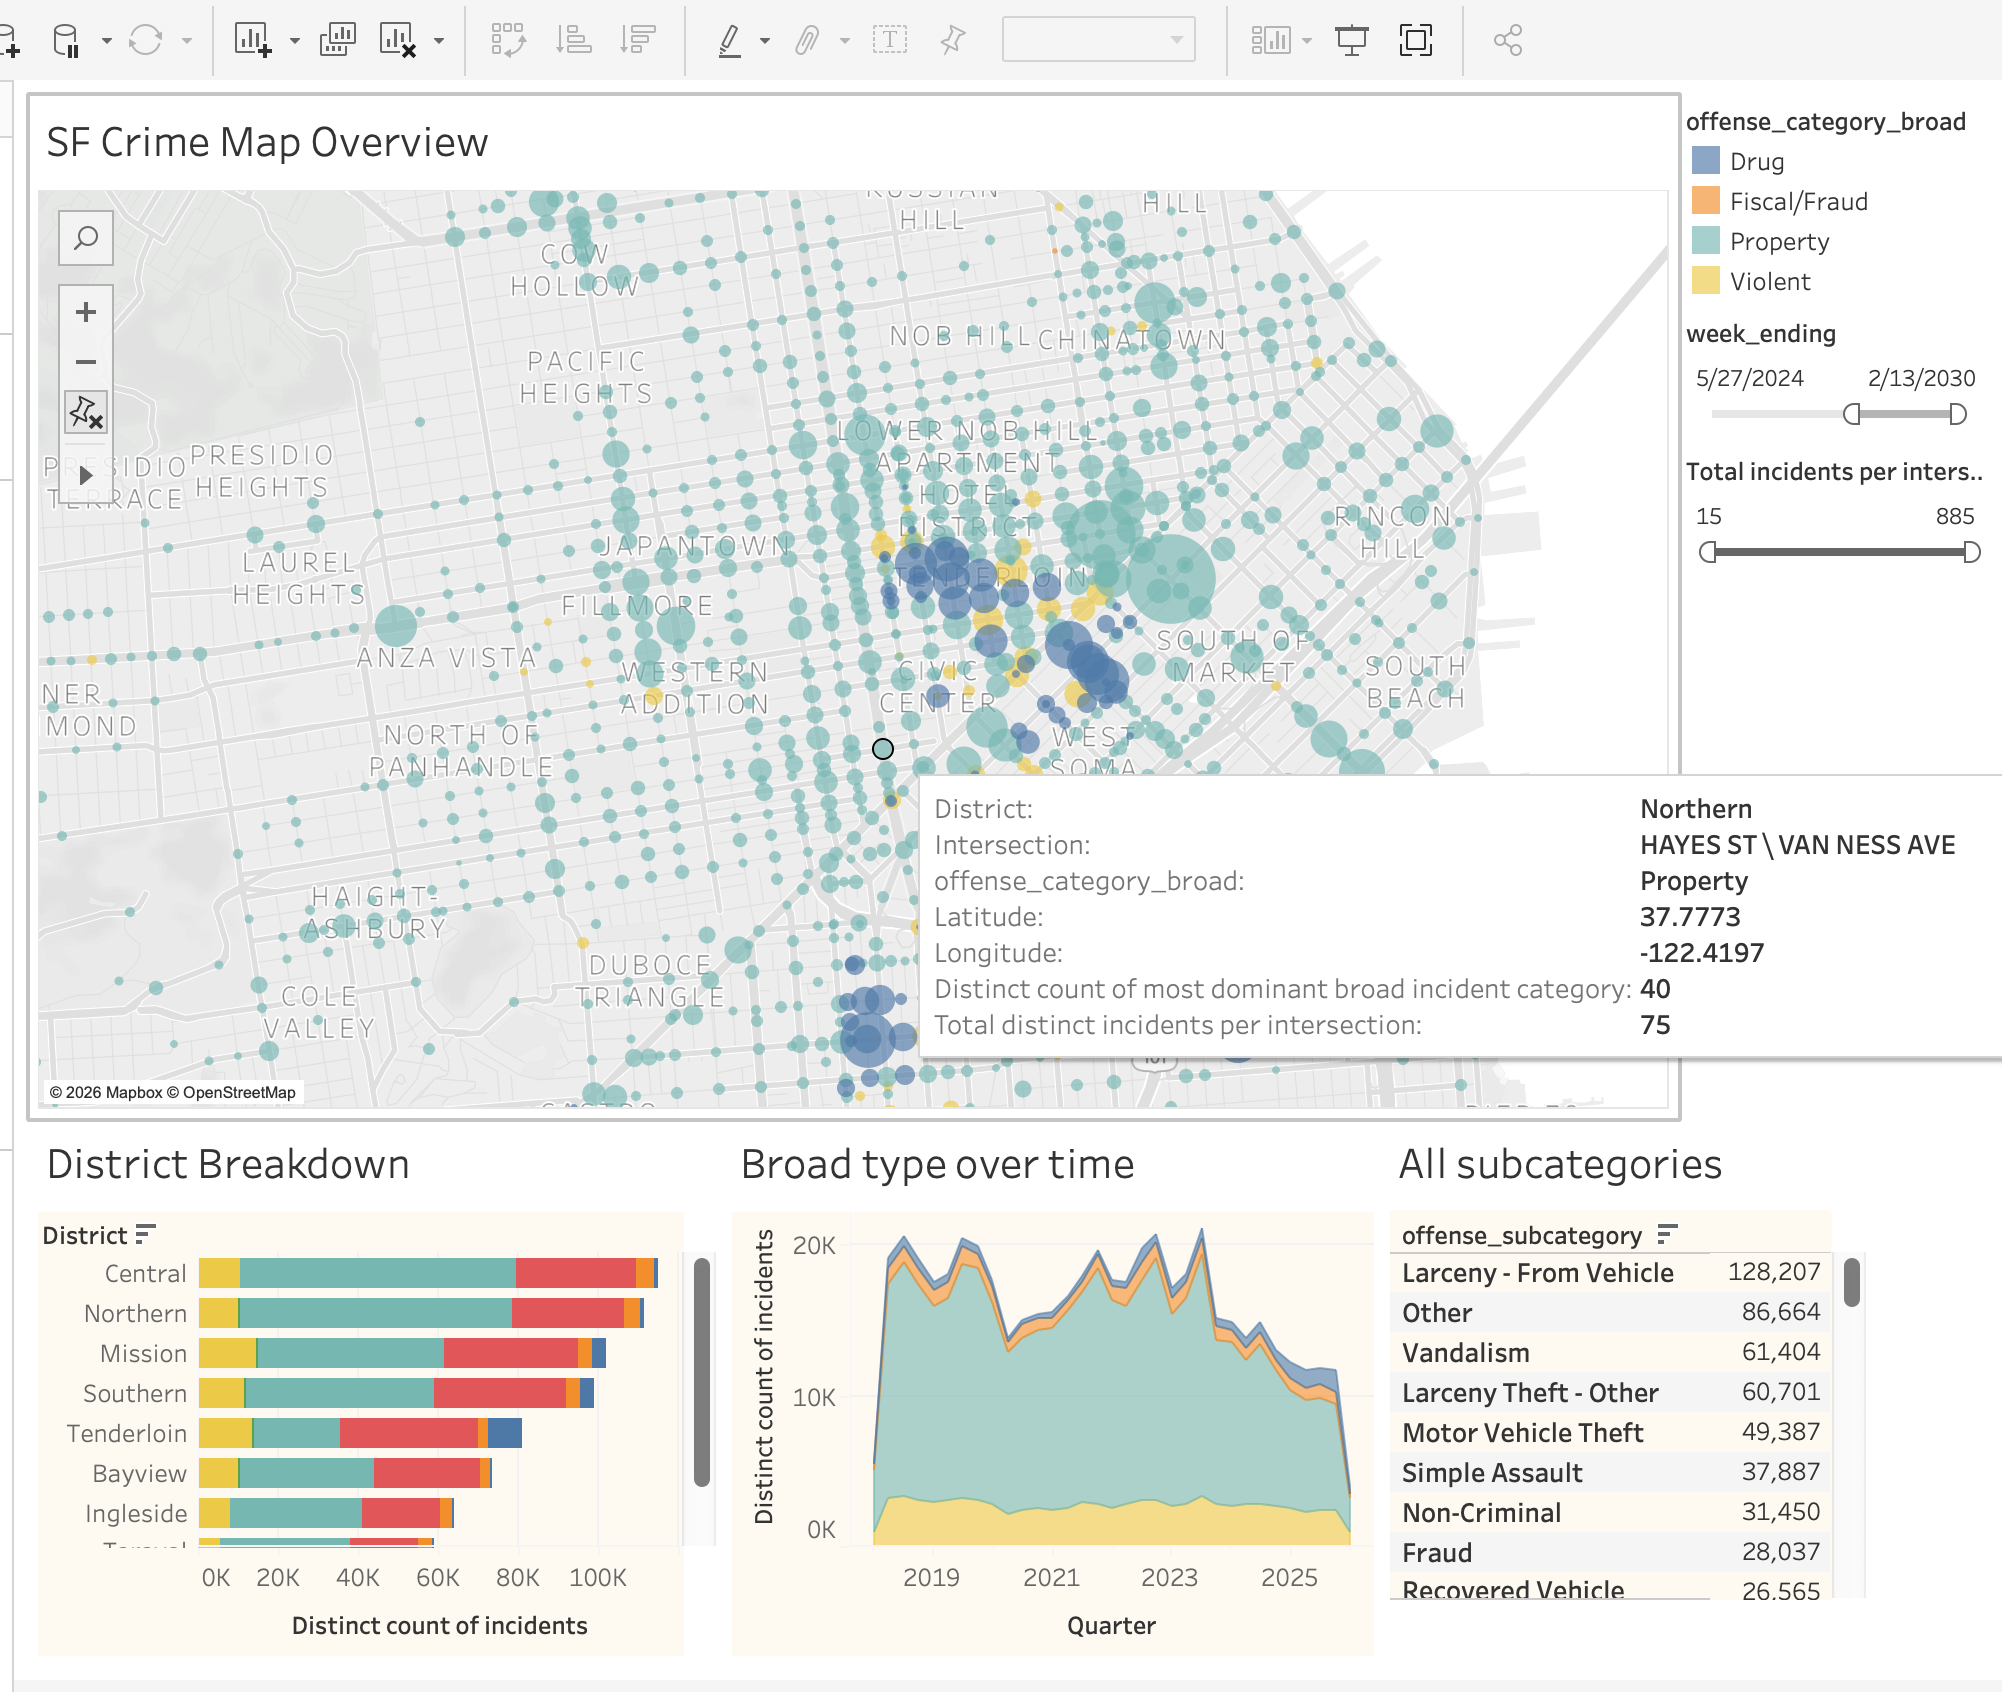 SF Crime Map Overview
HILL
HILL
COW
HOLLOW
NOB HILL
CHINATOWN
PACIFIC
HEIGHTS
LOWER NOB HILL
APARTMENT
HOTEL
DISTRICT
PRESIDIO
TERRACE
PRESIDIO
HEIGHTS
RINCON
HILL
JAPANTOWN
LAUREL
HEIGHTS
TENDERLOIN
FILLMORE
ANZA VISTA
SOUTH OF
MARKET
SOUTH
BEACH
WESTERN
ADDITION
CIVIC
CENTER
NER
MOND
NORTH OF
PANHANDLE
WEST
SOMA
HAIGHT-
ASHBURY
DUBOCE
TRIANGLE
COLE
VALLEY
101
© 2026 Mapbox © OpenStreetMap
offense_category_broad
Drug
Fiscal/Fraud
Property
Violent
week_ending
5/27/2024 2/13/2030
Total incidents per inters..
15 885
District: Northern
Intersection: HAYES ST \ VAN NESS AVE
offense_category_broad: Property
Latitude: 37.7773
Longitude: -122.4197
Distinct count of most dominant broad incident category: 40
Total distinct incidents per intersection: 75
District Breakdown
District
Central
Northern
Mission
Southern
Tenderloin
Bayview
Ingleside
Taraval
0K 20K 40K 60K 80K 100K
Distinct count of incidents
Broad type over time
Distinct count of incidents
20K
10K
0K
2019 2021 2023 2025
Quarter
All subcategories
offense_subcategory
Larceny - From Vehicle 128,207
Other 86,664
Vandalism 61,404
Larceny Theft - Other 60,701
Motor Vehicle Theft 49,387
Simple Assault 37,887
Non-Criminal 31,450
Fraud 28,037
Recovered Vehicle 26,565